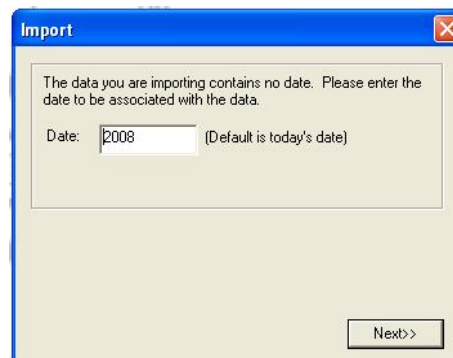 Import
The data you are importing contains no date. Please enter the
date to be associated with the data.
Date: 2008 (Default is today's date)
Next>>